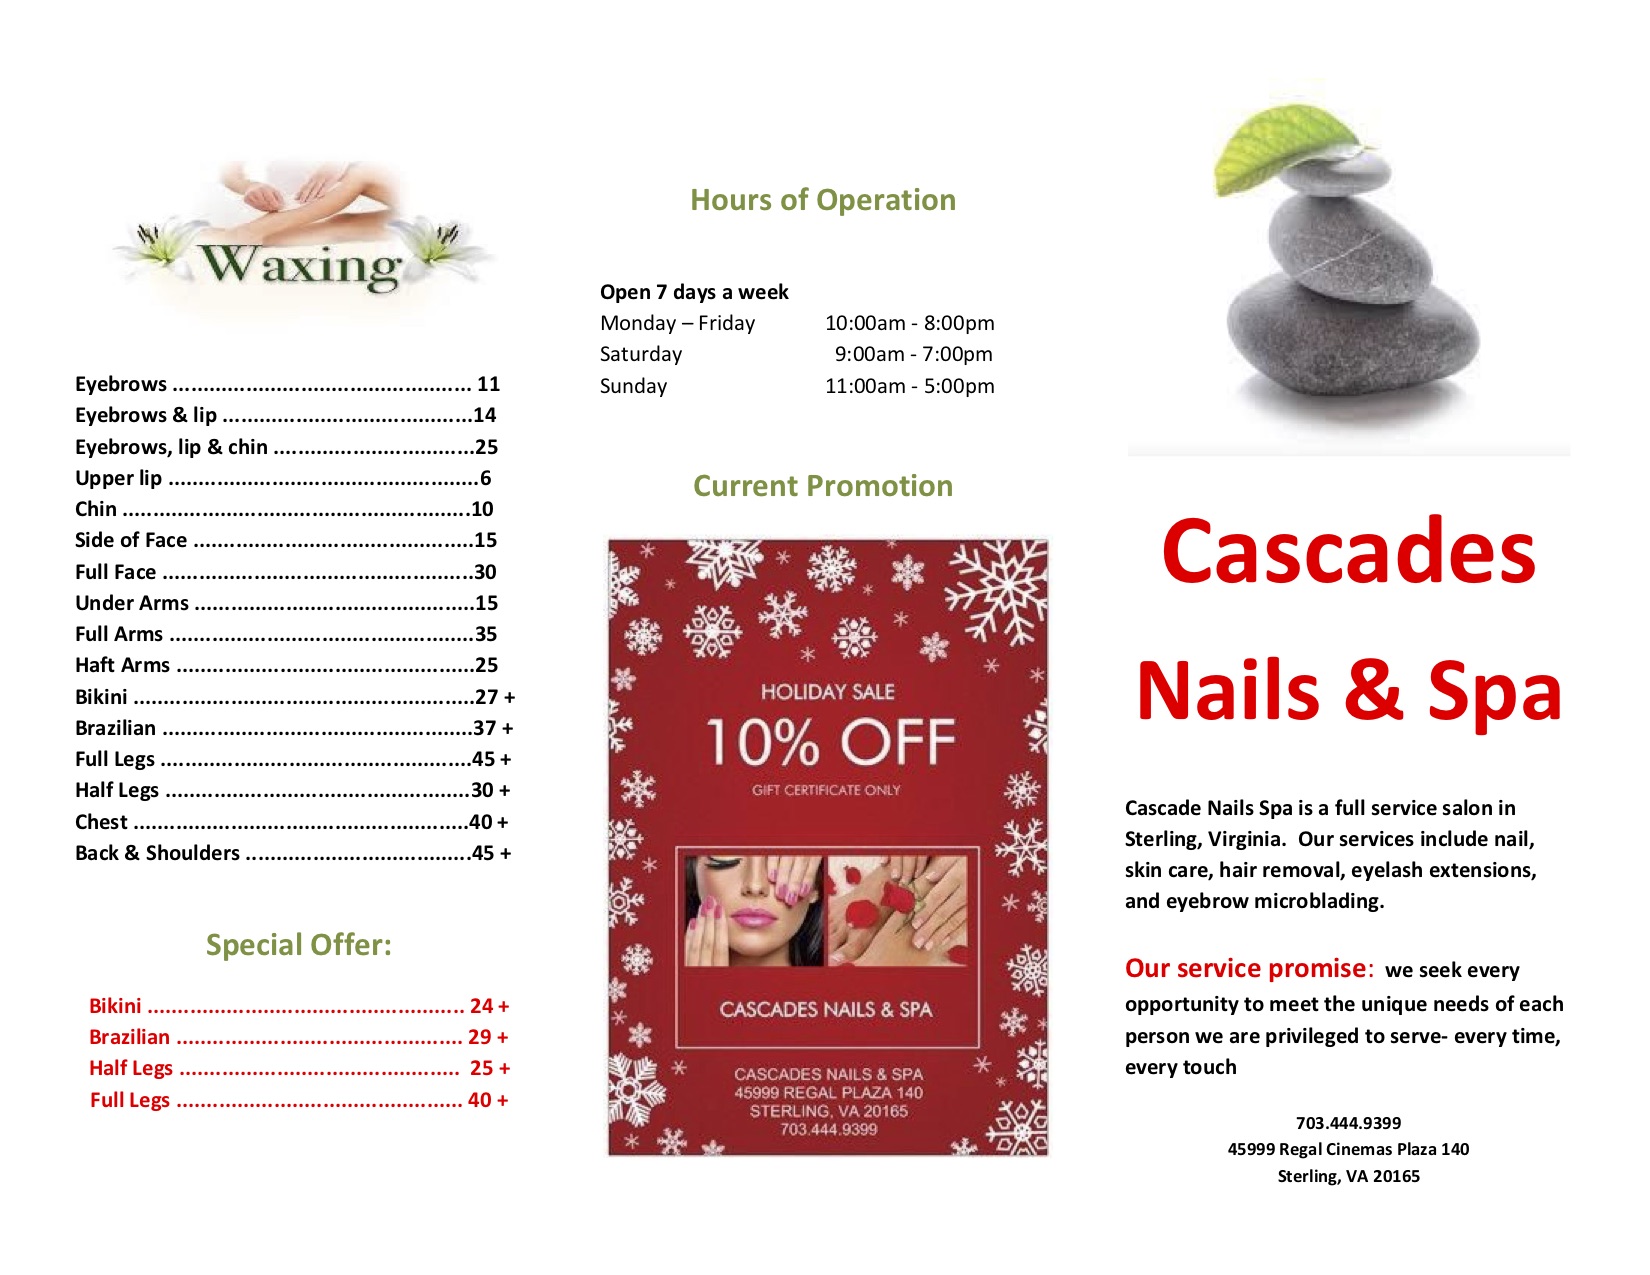 Waxing
Eyebrows ................................................. 11
Eyebrows & lip .........................................14
Eyebrows, lip & chin .................................25
Upper lip ...................................................6
Chin .........................................................10
Side of Face ..............................................15
Full Face ...................................................30
Under Arms ..............................................15
Full Arms ..................................................35
Haft Arms .................................................25
Bikini ........................................................27 +
Brazilian ...................................................37 +
Full Legs ...................................................45 +
Half Legs ..................................................30 +
Chest .......................................................40 +
Back & Shoulders .....................................45 +
Special Offer:
Bikini .................................................... 24 +
Brazilian ............................................... 29 +
Half Legs .............................................. 25 +
Full Legs ............................................... 40 +
Hours of Operation
Open 7 days a week
Monday – Friday 10:00am - 8:00pm
Saturday 9:00am - 7:00pm
Sunday 11:00am - 5:00pm
Current Promotion
HOLIDAY SALE
10% OFF
GIFT CERTIFICATE ONLY
CASCADES NAILS & SPA
CASCADES NAILS & SPA
45999 REGAL PLAZA 140
STERLING, VA 20165
703.444.9399
Cascades
Nails & Spa
Cascade Nails Spa is a full service salon in
Sterling, Virginia.  Our services include nail,
skin care, hair removal, eyelash extensions,
and eyebrow microblading.
Our service promise:  we seek every
opportunity to meet the unique needs of each
person we are privileged to serve- every time,
every touch
703.444.9399
45999 Regal Cinemas Plaza 140
Sterling, VA 20165